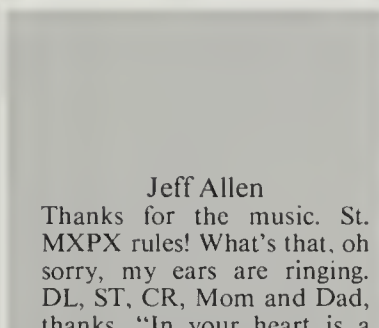 Jeff Allen
Thanks for the music. St.
MXPX rules! What's that, oh
sorry, my ears are ringing.
DL, ST, CR, Mom and Dad,
thanks. “In your heart is a